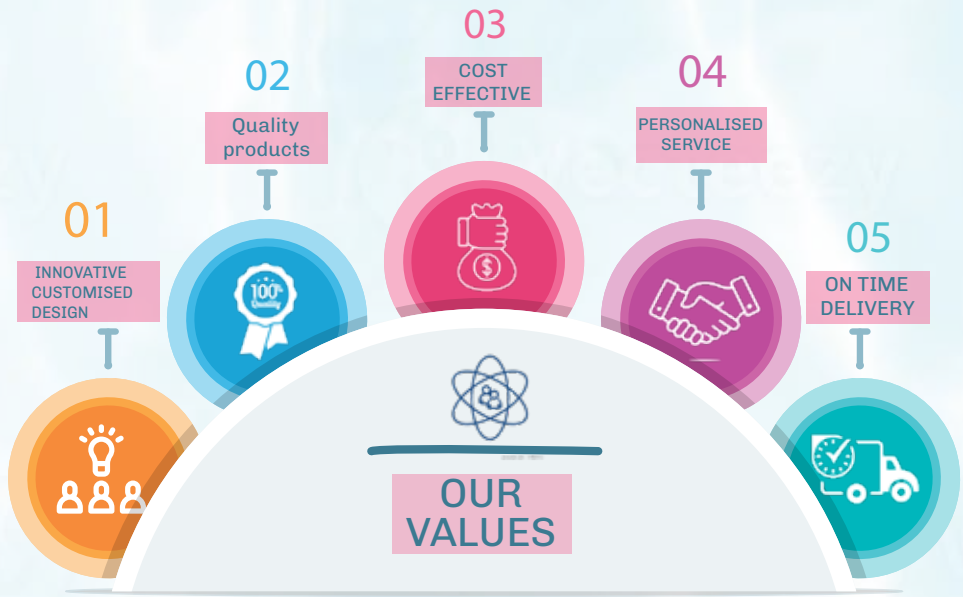 01
INNOVATIVE
CUSTOMISED
DESIGN
02
Quality
products
100%
Quality
03
COST
EFFECTIVE
$
04
PERSONALISED
SERVICE
05
ON TIME
DELIVERY
OUR
VALUES